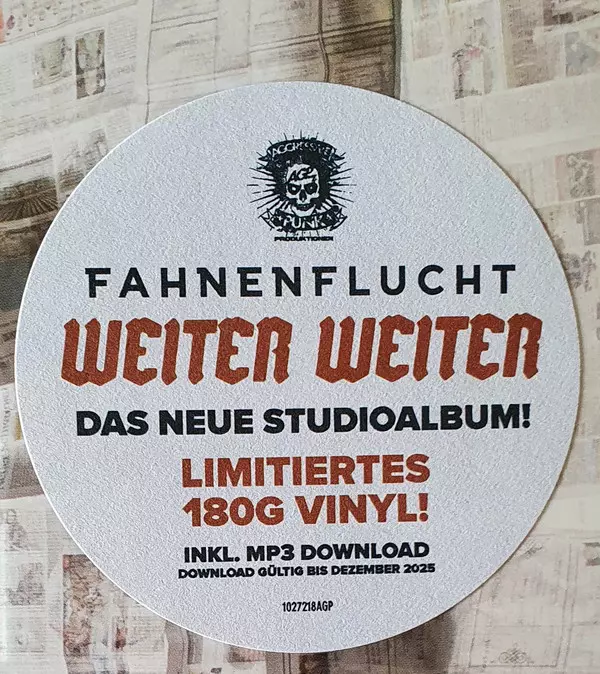 AGGRESSIVE
AGP
PUNK
PRODUKTIONEN
FAHNENFLUCHT
WEITER WEITER
DAS NEUE STUDIOALBUM!
LIMITIERTES
180G VINYL!
INKL. MP3 DOWNLOAD
DOWNLOAD GÜLTIG BIS DEZEMBER 2025
1027218AGP